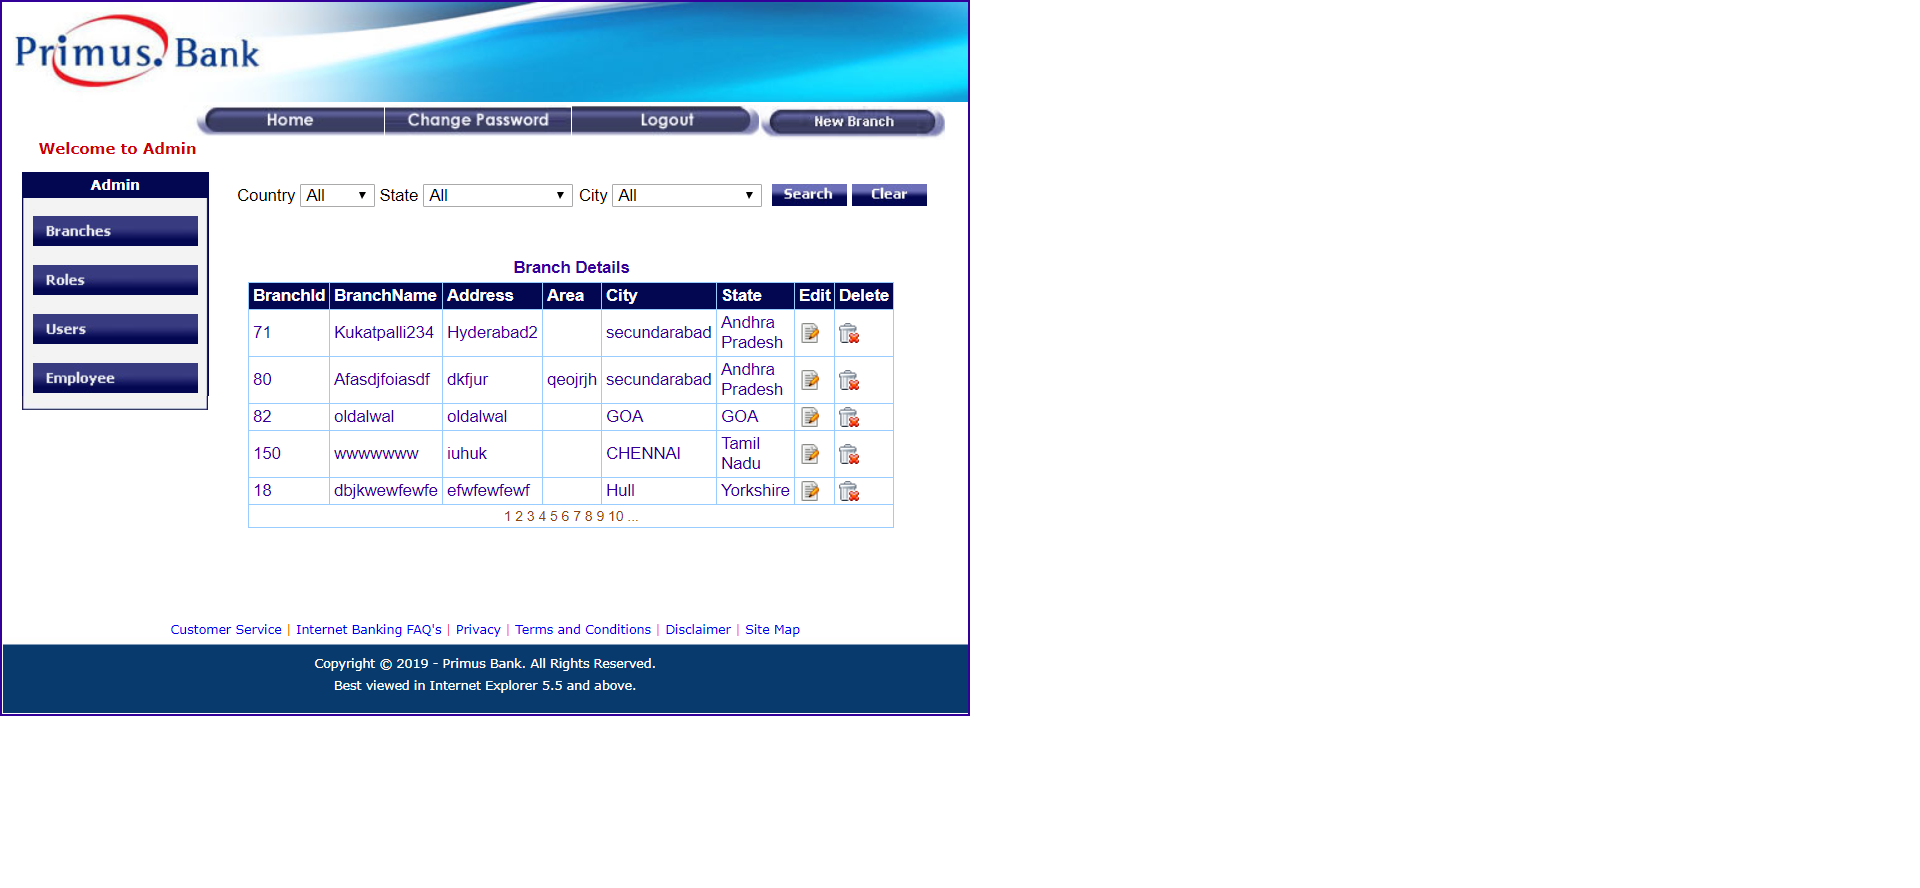 Primus. Bank
Home Change Password Logout New Branch
Welcome to Admin
Admin
Branches
Roles
Users
Employee
Country All State All City All Search Clear
Branch Details
BranchId BranchName Address Area City State Edit Delete
71 Kukatpalli234 Hyderabad2 secundarabad Andhra Pradesh
80 Afasdjfoiasdf dkfjur qeojrjh secundarabad Andhra Pradesh
82 oldalwal oldalwal GOA GOA
150 wwwwwww iuhuk CHENNAI Tamil Nadu
18 dbjkwewfewfe efwfewfewf Hull Yorkshire
1 2 3 4 5 6 7 8 9 10 ...
Customer Service | Internet Banking FAQ's | Privacy | Terms and Conditions | Disclaimer | Site Map
Copyright © 2019 - Primus Bank. All Rights Reserved.
Best viewed in Internet Explorer 5.5 and above.